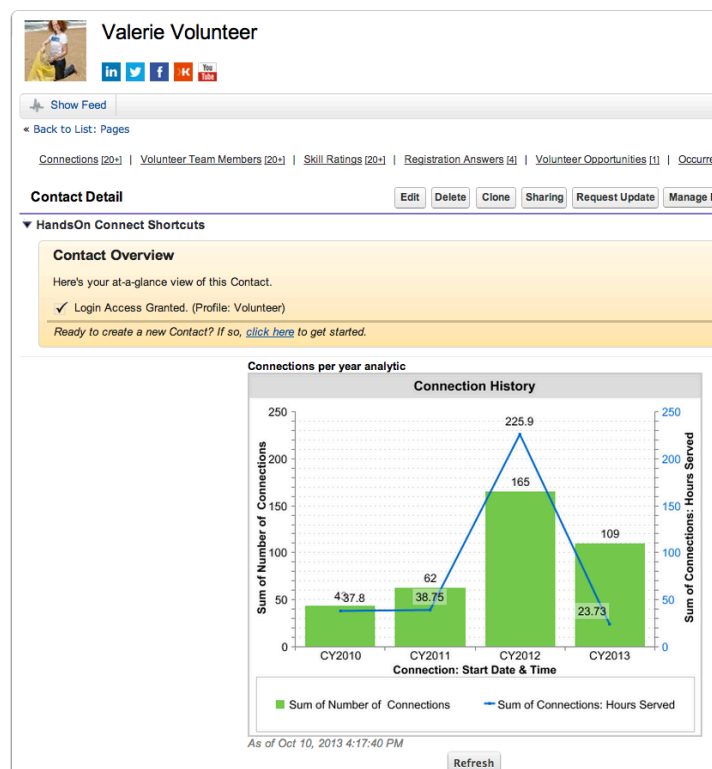 Valerie Volunteer
in f You Tube
Show Feed
« Back to List: Pages
Connections [20+] | Volunteer Team Members [20+] | Skill Ratings [20+] | Registration Answers [4] | Volunteer Opportunities [1] | Occurre
Contact Detail
Edit Delete Clone Sharing Request Update Manage
HandsOn Connect Shortcuts
Contact Overview
Here's your at-a-glance view of this Contact.
Login Access Granted. (Profile: Volunteer)
Ready to create a new Contact? If so, click here to get started.
Connections per year analytic
Connection History
250 225.9 250
200 200
165
150 150
109
100 100
62
50 37.8 38.75 23.73 50
0 0
CY2010 CY2011 CY2012 CY2013
Sum of Number of Connections
Sum of Connections: Hours Served
Connection: Start Date & Time
Sum of Number of Connections Sum of Connections: Hours Served
As of Oct 10, 2013 4:17:40 PM
Refresh